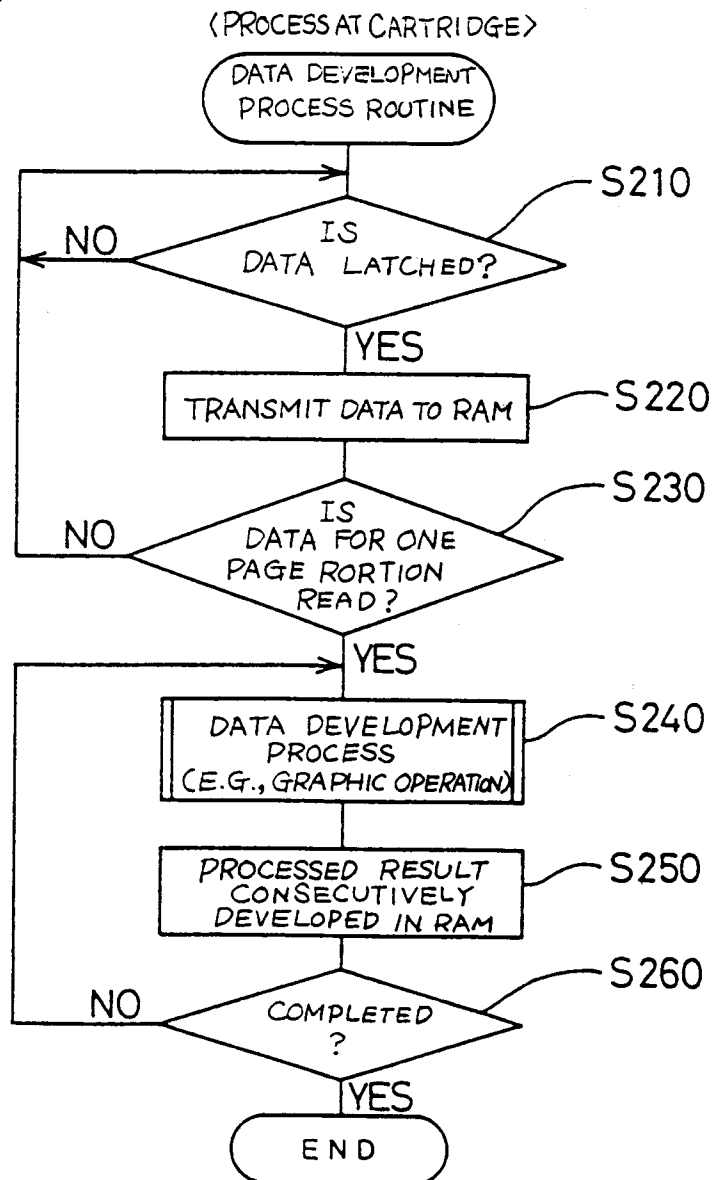 <PROCESS AT CARTRIDGE>
DATA DEVELOPMENT
PROCESS ROUTINE
S210
NO
IS
DATA LATCHED?
YES
TRANSMIT DATA TO RAM
S220
S230
NO
IS
DATA FOR ONE
PAGE RORTION
READ?
YES
DATA DEVELOPMENT
PROCESS
(E.G., GRAPHIC OPERATION)
S240
PROCESSED RESULT
CONSECUTIVELY
DEVELOPED IN RAM
S250
S260
NO
COMPLETED
?
YES
END